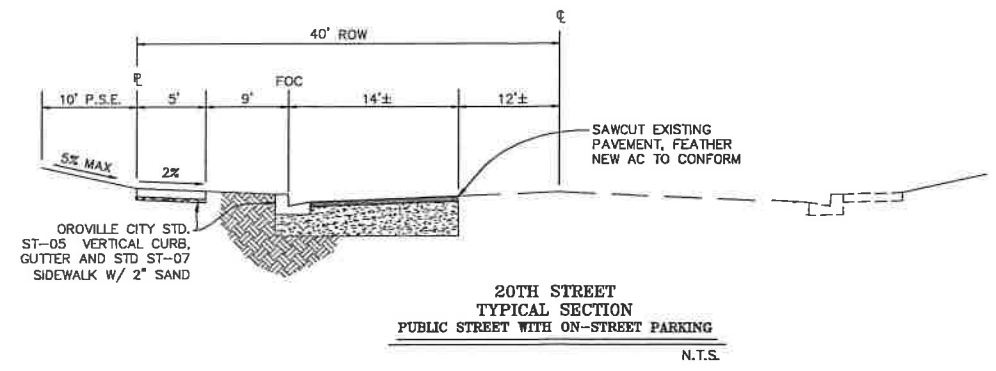 ℄
40' ROW
℄
FOC
10' P.S.E.
5'
9'
14'±
12'±
5% MAX
2%
SAWCUT EXISTING
PAVEMENT, FEATHER
NEW AC TO CONFORM
OROVILLE CITY STD.
ST-05 VERTICAL CURB,
GUTTER AND STD ST-07
SIDEWALK W/ 2" SAND
20TH STREET
TYPICAL SECTION
PUBLIC STREET WITH ON-STREET PARKING
N.T.S.